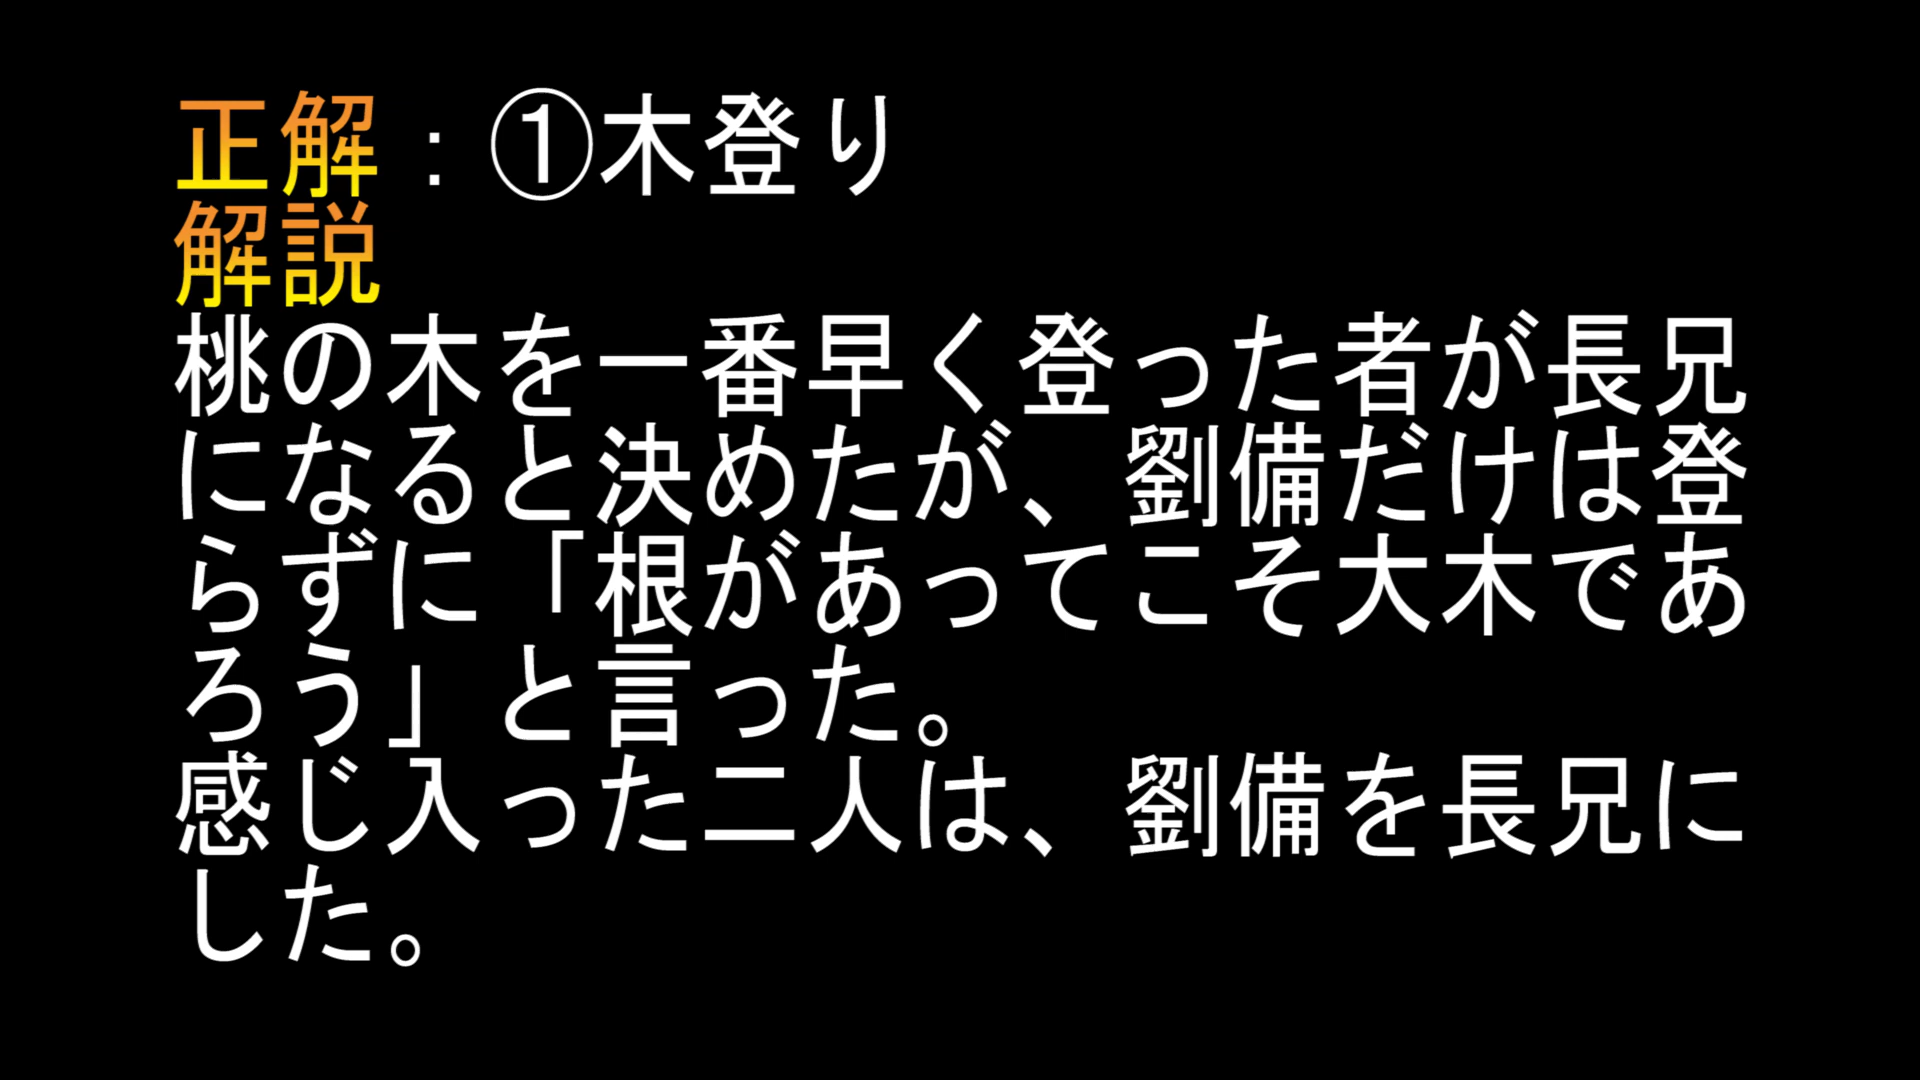 正解：①木登り
解説
桃の木を一番早く登った者が長兄
になると決めたが、劉備だけは登
らずに「根があってこそ大木であ
ろう」と言った。
感じ入った二人は、劉備を長兄に
した。